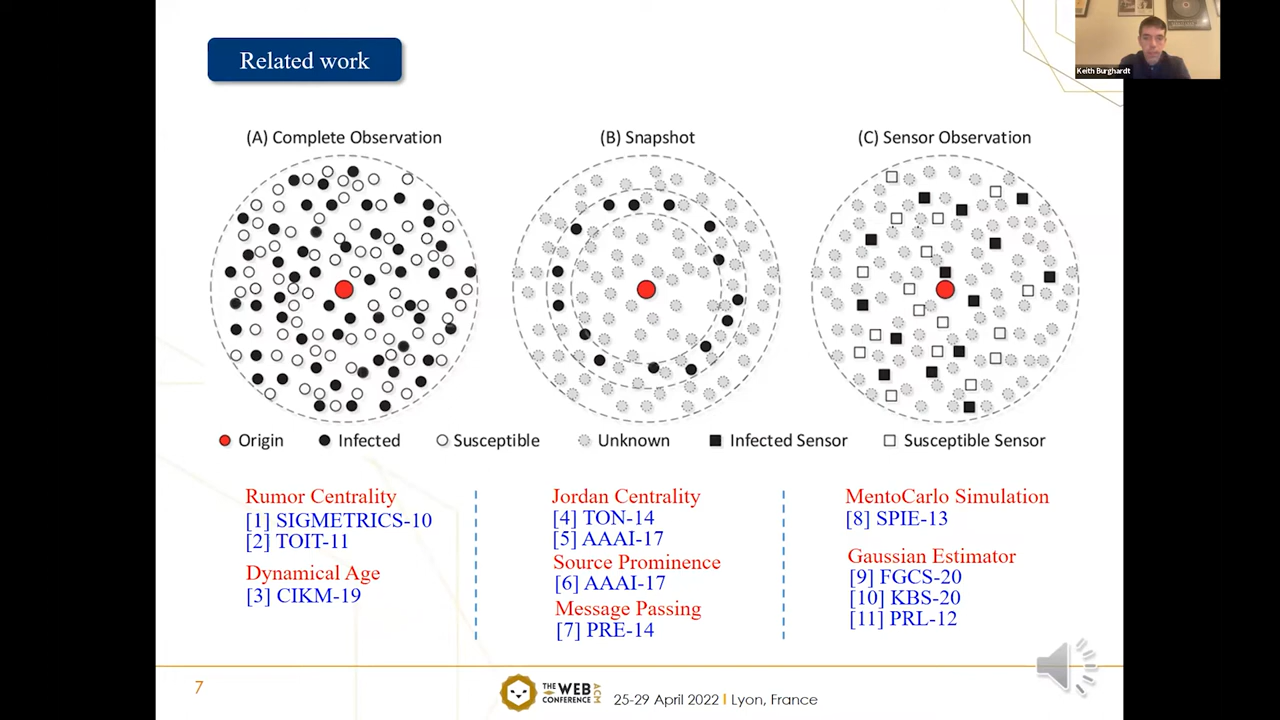 Related work
Keith Burghardt
(A) Complete Observation
(B) Snapshot
(C) Sensor Observation
Origin
Infected
Susceptible
Unknown
Infected Sensor
Susceptible Sensor
Rumor Centrality
[1] SIGMETRICS-10
[2] TOIT-11
Dynamical Age
[3] CIKM-19
Jordan Centrality
[4] TON-14
[5] AAAI-17
Source Prominence
[6] AAAI-17
Message Passing
[7] PRE-14
MentoCarlo Simulation
[8] SPIE-13
Gaussian Estimator
[9] FGCS-20
[10] KBS-20
[11] PRL-12
7
THE WEB CONFERENCE
ACM
25-29 April 2022 I Lyon, France